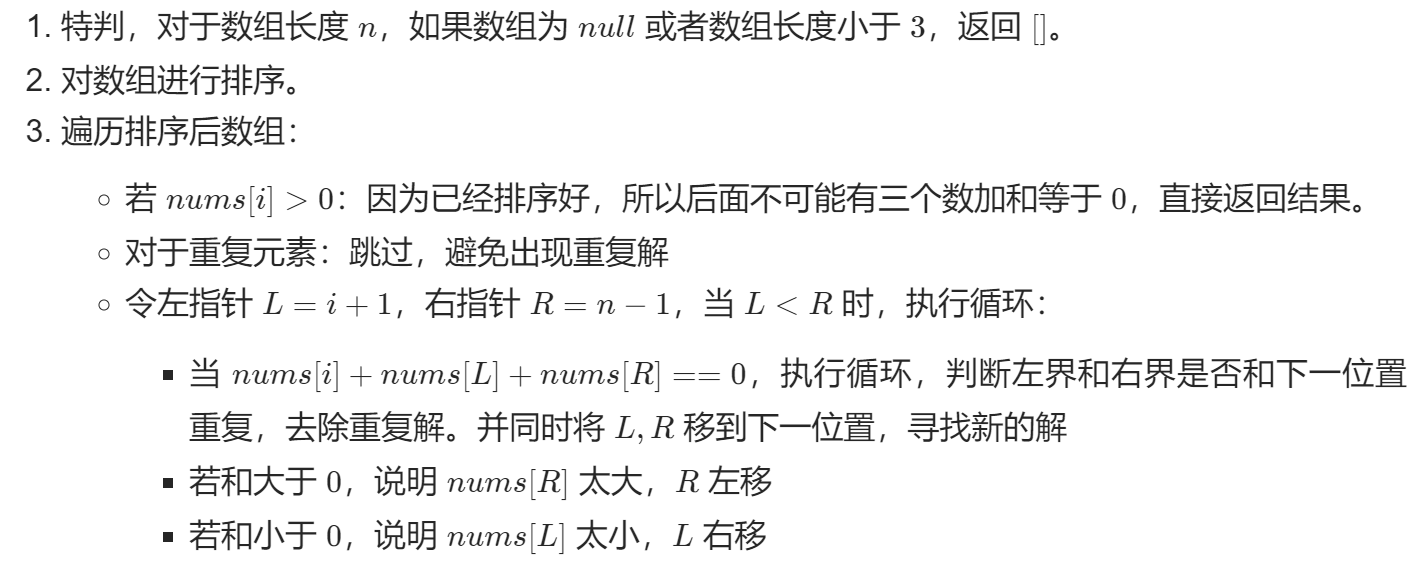 1. 特判，对于数组长度 n，如果数组为 null 或者数组长度小于 3，返回 []。
2. 对数组进行排序。
3. 遍历排序后数组：
◦ 若 nums[i] > 0：因为已经排序好，所以后面不可能有三个数加和等于 0，直接返回结果。
◦ 对于重复元素：跳过，避免出现重复解
◦ 令左指针 L = i + 1，右指针 R = n − 1，当 L < R 时，执行循环：
▪ 当 nums[i] + nums[L] + nums[R] == 0，执行循环，判断左界和右界是否和下一位置
重复，去除重复解。并同时将 L, R 移到下一位置，寻找新的解
▪ 若和大于 0，说明 nums[R] 太大，R 左移
▪ 若和小于 0，说明 nums[L] 太小，L 右移